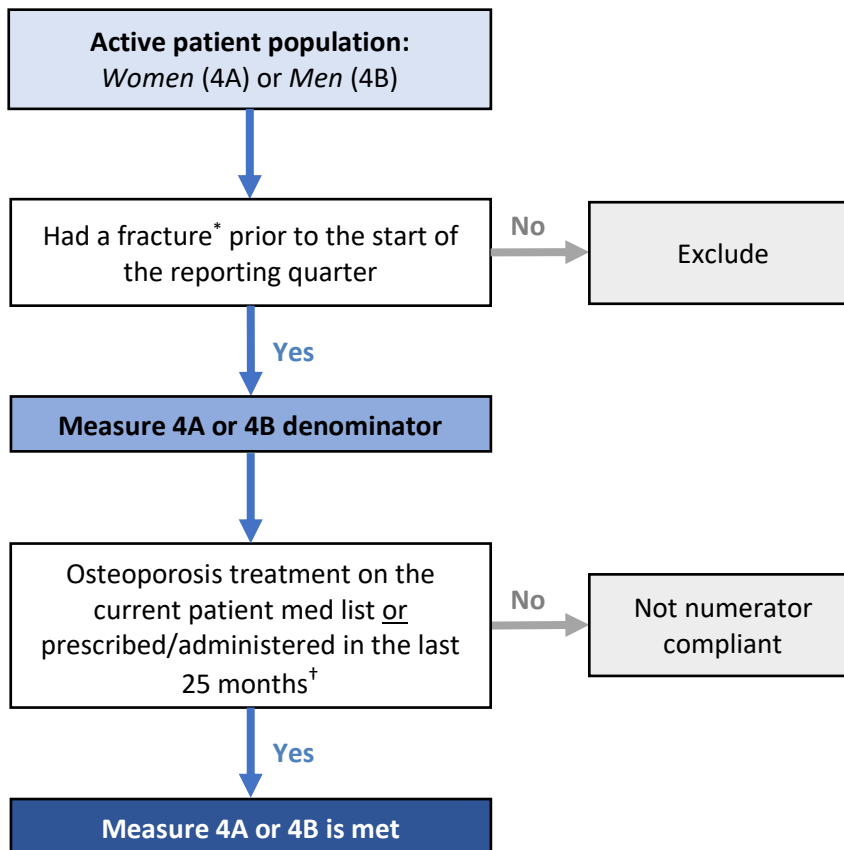 Active patient population:
Women (4A) or Men (4B)
Had a fracture* prior to the start of
the reporting quarter
No
Exclude
Yes
Measure 4A or 4B denominator
Osteoporosis treatment on the
current patient med list or
prescribed/administered in the last
25 months†
No
Not numerator
compliant
Yes
Measure 4A or 4B is met